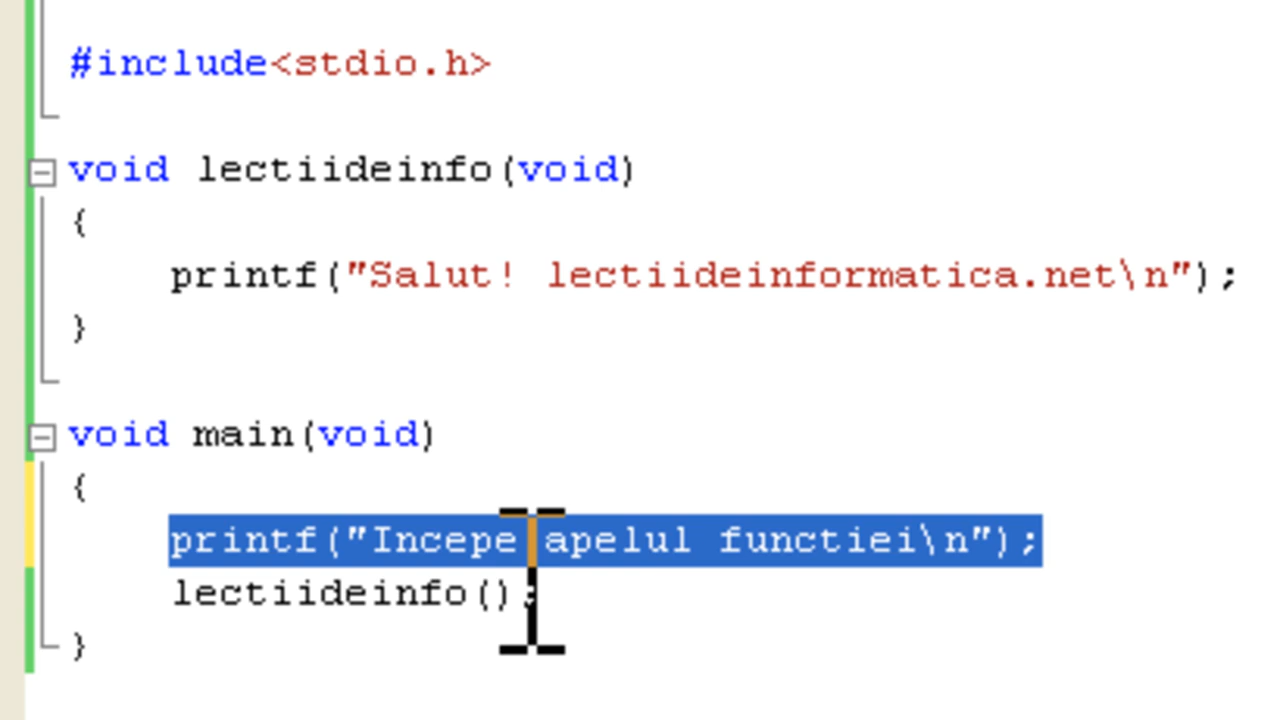 #include<stdio.h>
void lectiideinfo(void)
{
printf("Salut! lectiideinformatica.net\n");
}
void main(void)
{
printf("Incepe apelul functiei\n");
lectiideinfo();
}